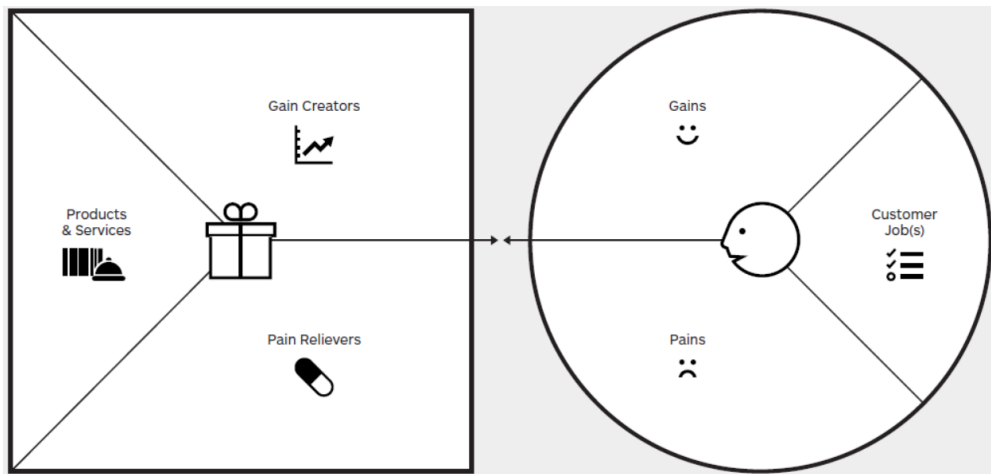 Gain Creators
Gains
Products
& Services
Customer
Job(s)
Pain Relievers
Pains